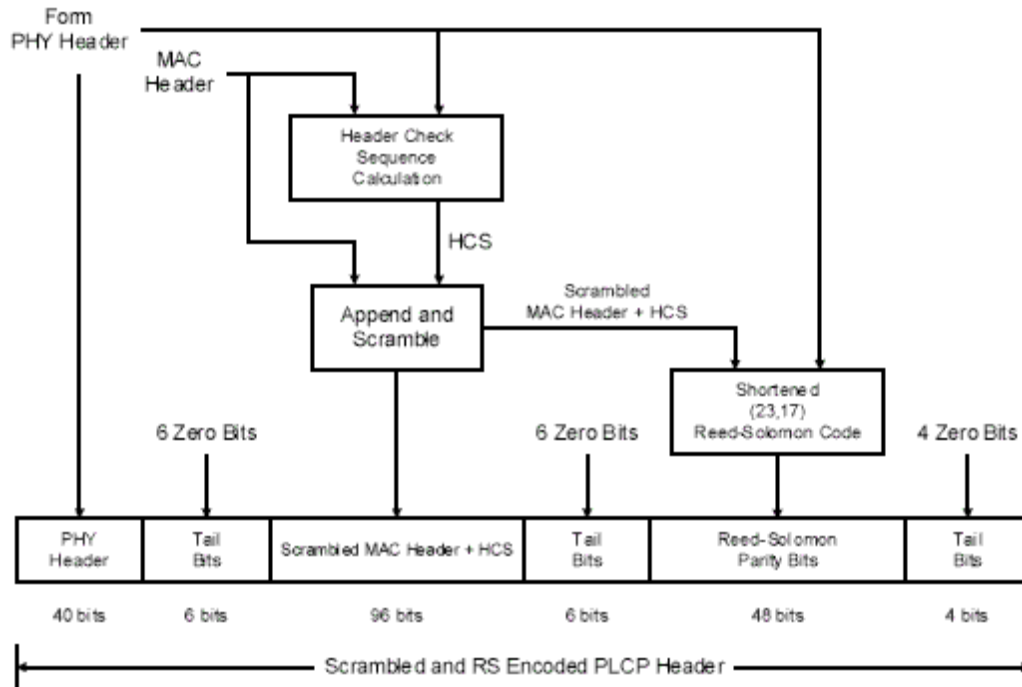 Form
PHY Header
MAC
Header
Header Check
Sequence
Calculation
HCS
Append and
Scramble
Scrambled
MAC Header + HCS
Shortened
(23,17)
Reed-Solomon Code
6 Zero Bits
6 Zero Bits
4 Zero Bits
PHY
Header
Tail
Bits
Scrambled MAC Header + HCS
Tail
Bits
Reed-Solomon
Parity Bits
Tail
Bits
40 bits
6 bits
96 bits
6 bits
48 bits
4 bits
Scrambled and RS Encoded PLCP Header